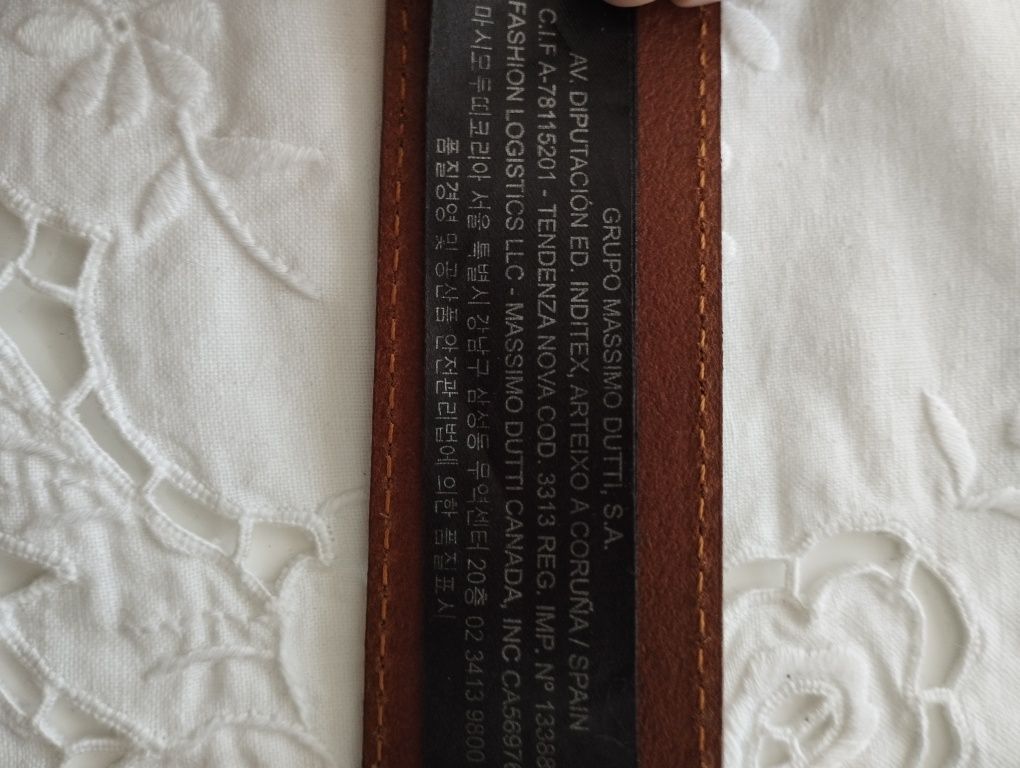 GRUPO MASSIMO DUTTI, S.A.
AV. DIPUTACIÓN ED. INDITEX, ARTEIXO A CORUÑA / SPAIN
C.I.F A-78115201 - TENDENZA NOVA COD. 3313 REG. IMP. Nº 13388
FASHION LOGISTICS LLC - MASSIMO DUTTI CANADA, INC CA56976
마시모두띠코리아 서울 특별시 강남구 삼성동 무역센터 20층 02 3413 9800
품질경영 및 공산품 안전관리법에 의한 품질표시